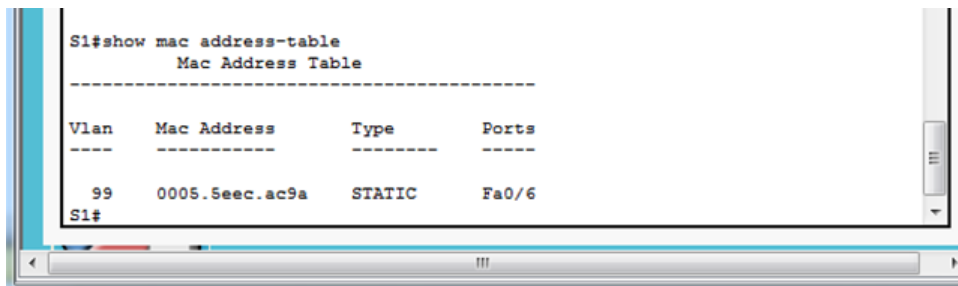 S1#show mac address-table
Mac Address Table
-------------------------------------------
Vlan    Mac Address       Type        Ports
----    -----------       --------    -----
99    0005.5eec.ac9a    STATIC      Fa0/6
S1#